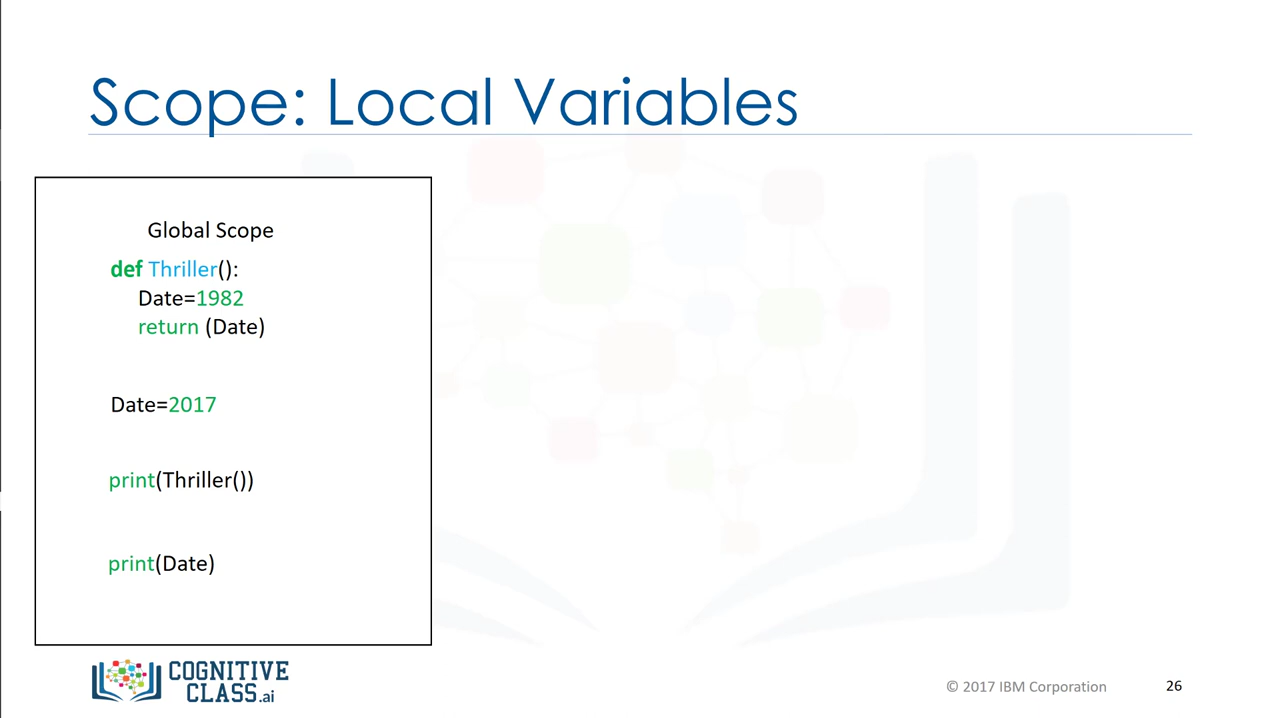 Scope: Local Variables
Global Scope
def Thriller():
Date=1982
return (Date)
Date=2017
print(Thriller())
print(Date)
COGNITIVE
CLASS.ai
© 2017 IBM Corporation
26